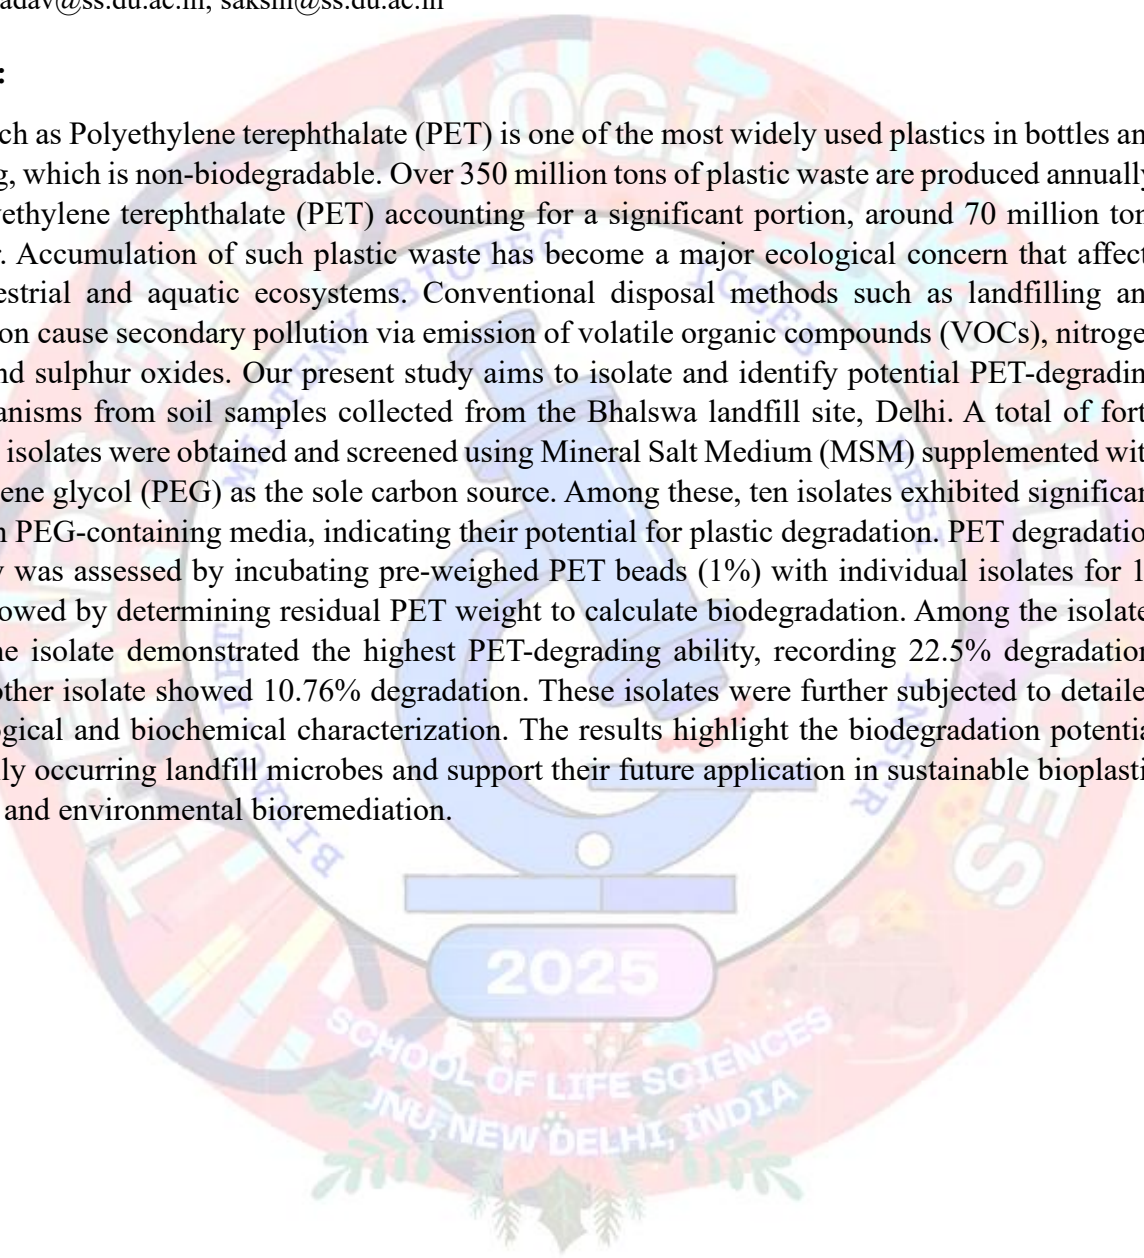 adav@ss.du.ac.in, sakshi@ss.du.ac.in
:
ch as Polyethylene terephthalate (PET) is one of the most widely used plastics in bottles an
g, which is non-biodegradable. Over 350 million tons of plastic waste are produced annually
yethylene terephthalate (PET) accounting for a significant portion, around 70 million ton
r. Accumulation of such plastic waste has become a major ecological concern that affect
estrial and aquatic ecosystems. Conventional disposal methods such as landfilling an
on cause secondary pollution via emission of volatile organic compounds (VOCs), nitroge
nd sulphur oxides. Our present study aims to isolate and identify potential PET-degradin
anisms from soil samples collected from the Bhalswa landfill site, Delhi. A total of fort
isolates were obtained and screened using Mineral Salt Medium (MSM) supplemented wit
ene glycol (PEG) as the sole carbon source. Among these, ten isolates exhibited significan
n PEG-containing media, indicating their potential for plastic degradation. PET degradatio
y was assessed by incubating pre-weighed PET beads (1%) with individual isolates for 1
owed by determining residual PET weight to calculate biodegradation. Among the isolate
ne isolate demonstrated the highest PET-degrading ability, recording 22.5% degradation
other isolate showed 10.76% degradation. These isolates were further subjected to detaile
gical and biochemical characterization. The results highlight the biodegradation potentia
lly occurring landfill microbes and support their future application in sustainable bioplasti
and environmental bioremediation.
TRENDS IN BIOLOGICAL SCIENCES
2025
SCHOOL OF LIFE SCIENCES
JNU, NEW DELHI, INDIA